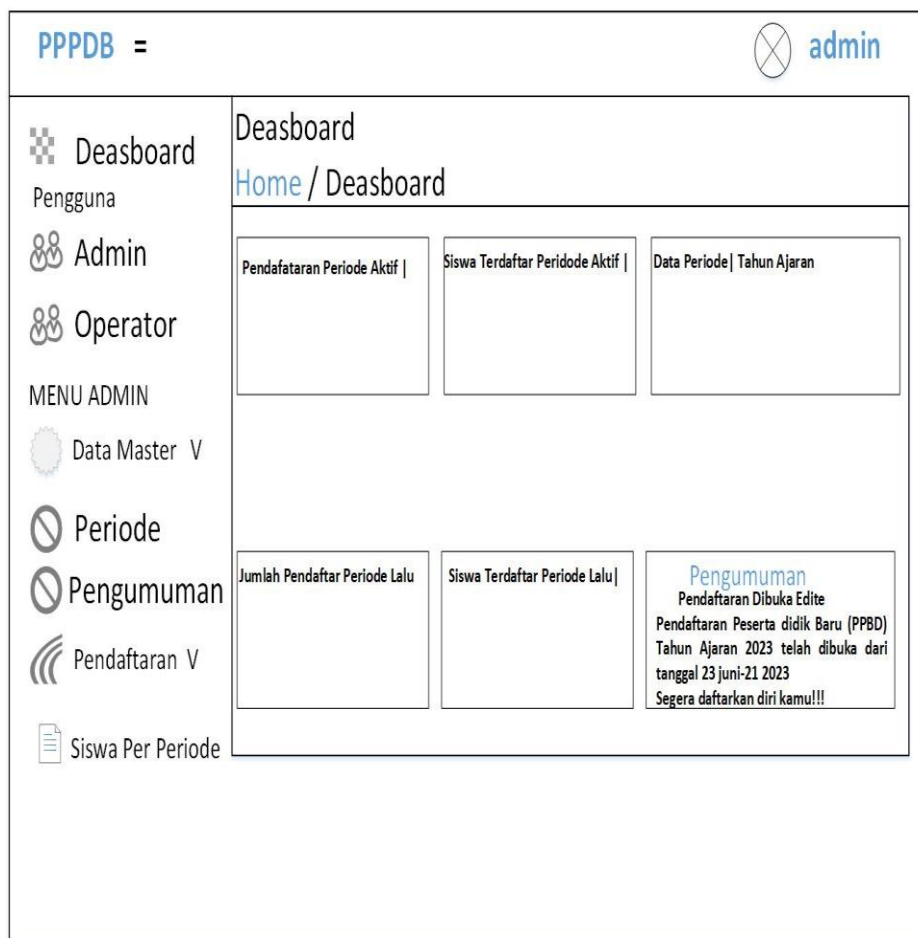 PPPDB =
admin
Deasboard
Pengguna
Admin
Operator
MENU ADMIN
Data Master V
Periode
Pengumuman
Pendaftaran V
Siswa Per Periode
Deasboard
Home / Deasboard
Pendafataran Periode Aktif |
Siswa Terdaftar Peridode Aktif |
Data Periode| Tahun Ajaran
Jumlah Pendaftar Periode Lalu
Siswa Terdaftar Periode Lalu|
Pengumuman
Pendaftaran Dibuka Edite
Pendaftaran Peserta didik Baru (PPBD)
Tahun Ajaran 2023 telah dibuka dari
tanggal 23 juni-21 2023
Segera daftarkan diri kamu!!!